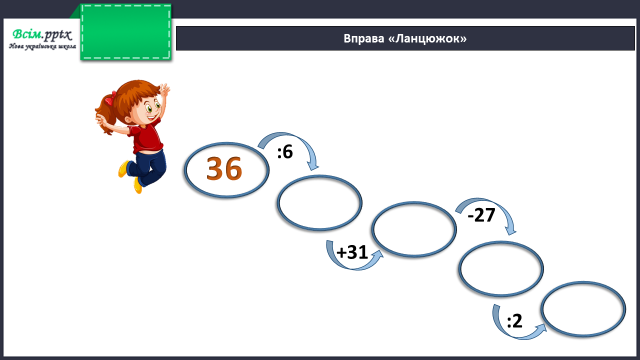 Всім.pptx
Нова українська школа
Вправа «Ланцюжок»
36
:6
+31
-27
:2